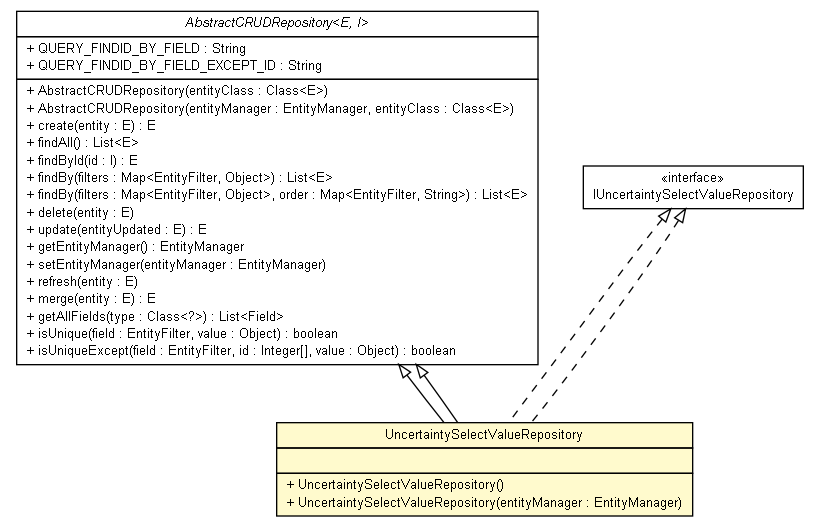 AbstractCRUDRepository<E, I>
+ QUERY_FINDID_BY_FIELD : String
+ QUERY_FINDID_BY_FIELD_EXCEPT_ID : String
+ AbstractCRUDRepository(entityClass : Class<E>)
+ AbstractCRUDRepository(entityManager : EntityManager, entityClass : Class<E>)
+ create(entity : E) : E
+ findAll() : List<E>
+ findById(id : I) : E
+ findBy(filters : Map<EntityFilter, Object>) : List<E>
+ findBy(filters : Map<EntityFilter, Object>, order : Map<EntityFilter, String>) : List<E>
+ delete(entity : E)
+ update(entityUpdated : E) : E
+ getEntityManager() : EntityManager
+ setEntityManager(entityManager : EntityManager)
+ refresh(entity : E)
+ merge(entity : E) : E
+ getAllFields(type : Class<?>) : List<Field>
+ isUnique(field : EntityFilter, value : Object) : boolean
+ isUniqueExcept(field : EntityFilter, id : Integer[], value : Object) : boolean
«interface»
IUncertaintySelectValueRepository
UncertaintySelectValueRepository
+ UncertaintySelectValueRepository()
+ UncertaintySelectValueRepository(entityManager : EntityManager)